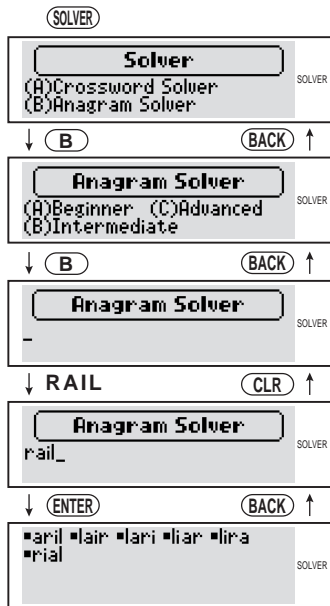 SOLVER
Solver
(A)Crossword Solver
(B)Anagram Solver
SOLVER
↓ B BACK ↑
Anagram Solver
(A)Beginner (C)Advanced
(B)Intermediate
SOLVER
↓ B BACK ↑
Anagram Solver
_
SOLVER
↓ RAIL CLR ↑
Anagram Solver
rail_
SOLVER
↓ ENTER BACK ↑
▪aril ▪lair ▪lari ▪liar ▪lira
▪rial
SOLVER